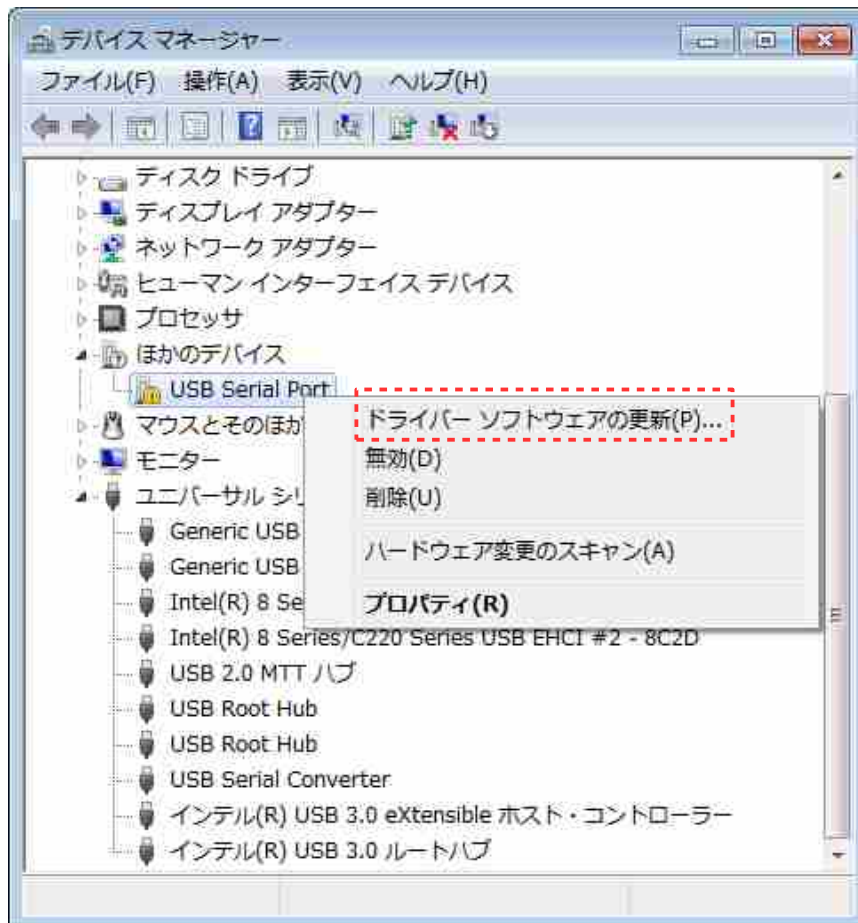 デバイス マネージャー
ファイル(F) 操作(A) 表示(V) ヘルプ(H)
ディスク ドライブ
ディスプレイ アダプター
ネットワーク アダプター
ヒューマン インターフェイス デバイス
プロセッサ
ほかのデバイス
USB Serial Port
ドライバー ソフトウェアの更新(P)...
無効(D)
削除(U)
ハードウェア変更のスキャン(A)
プロパティ(R)
マウスとそのほか
モニター
ユニバーサル シリ
Generic USB
Generic USB
Intel(R) 8 Se
Intel(R) 8 Series/C220 Series USB EHCI #2 - 8C2D
USB 2.0 MTT ハブ
USB Root Hub
USB Root Hub
USB Serial Converter
インテル(R) USB 3.0 eXtensible ホスト・コントローラー
インテル(R) USB 3.0 ルートハブ